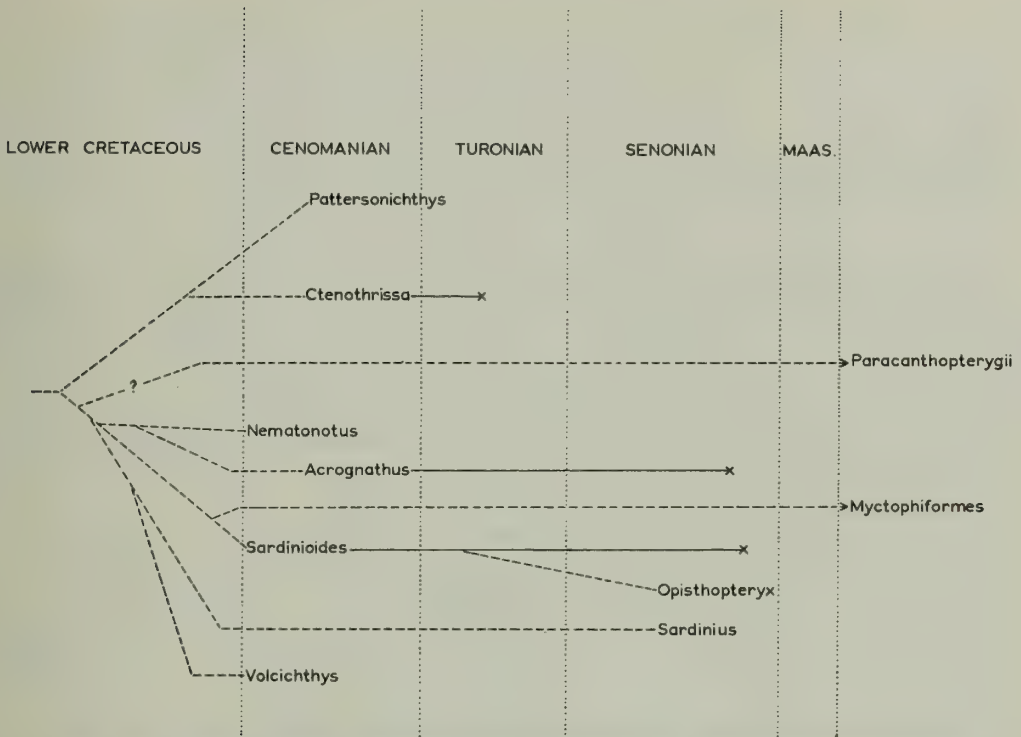 LOWER CRETACEOUS CENOMANIAN TURONIAN SENONIAN MAAS.
Pattersonichthys
Ctenothrissa
Paracanthopterygii
?
Nematonotus
Acrognathus
Myctophiformes
Sardinioides
Opisthopteryx
Sardinius
Volcichthys